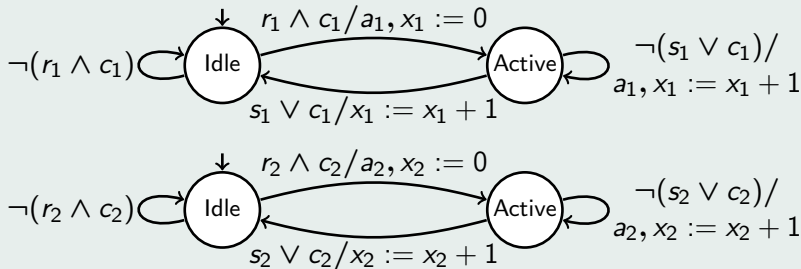 r₁ ∧ c₁/a₁, x₁ := 0
¬(r₁ ∧ c₁)
Idle
Active
¬(s₁ ∨ c₁)/
a₁, x₁ := x₁ + 1
s₁ ∨ c₁/x₁ := x₁ + 1
r₂ ∧ c₂/a₂, x₂ := 0
¬(r₂ ∧ c₂)
Idle
Active
¬(s₂ ∨ c₂)/
a₂, x₂ := x₂ + 1
s₂ ∨ c₂/x₂ := x₂ + 1